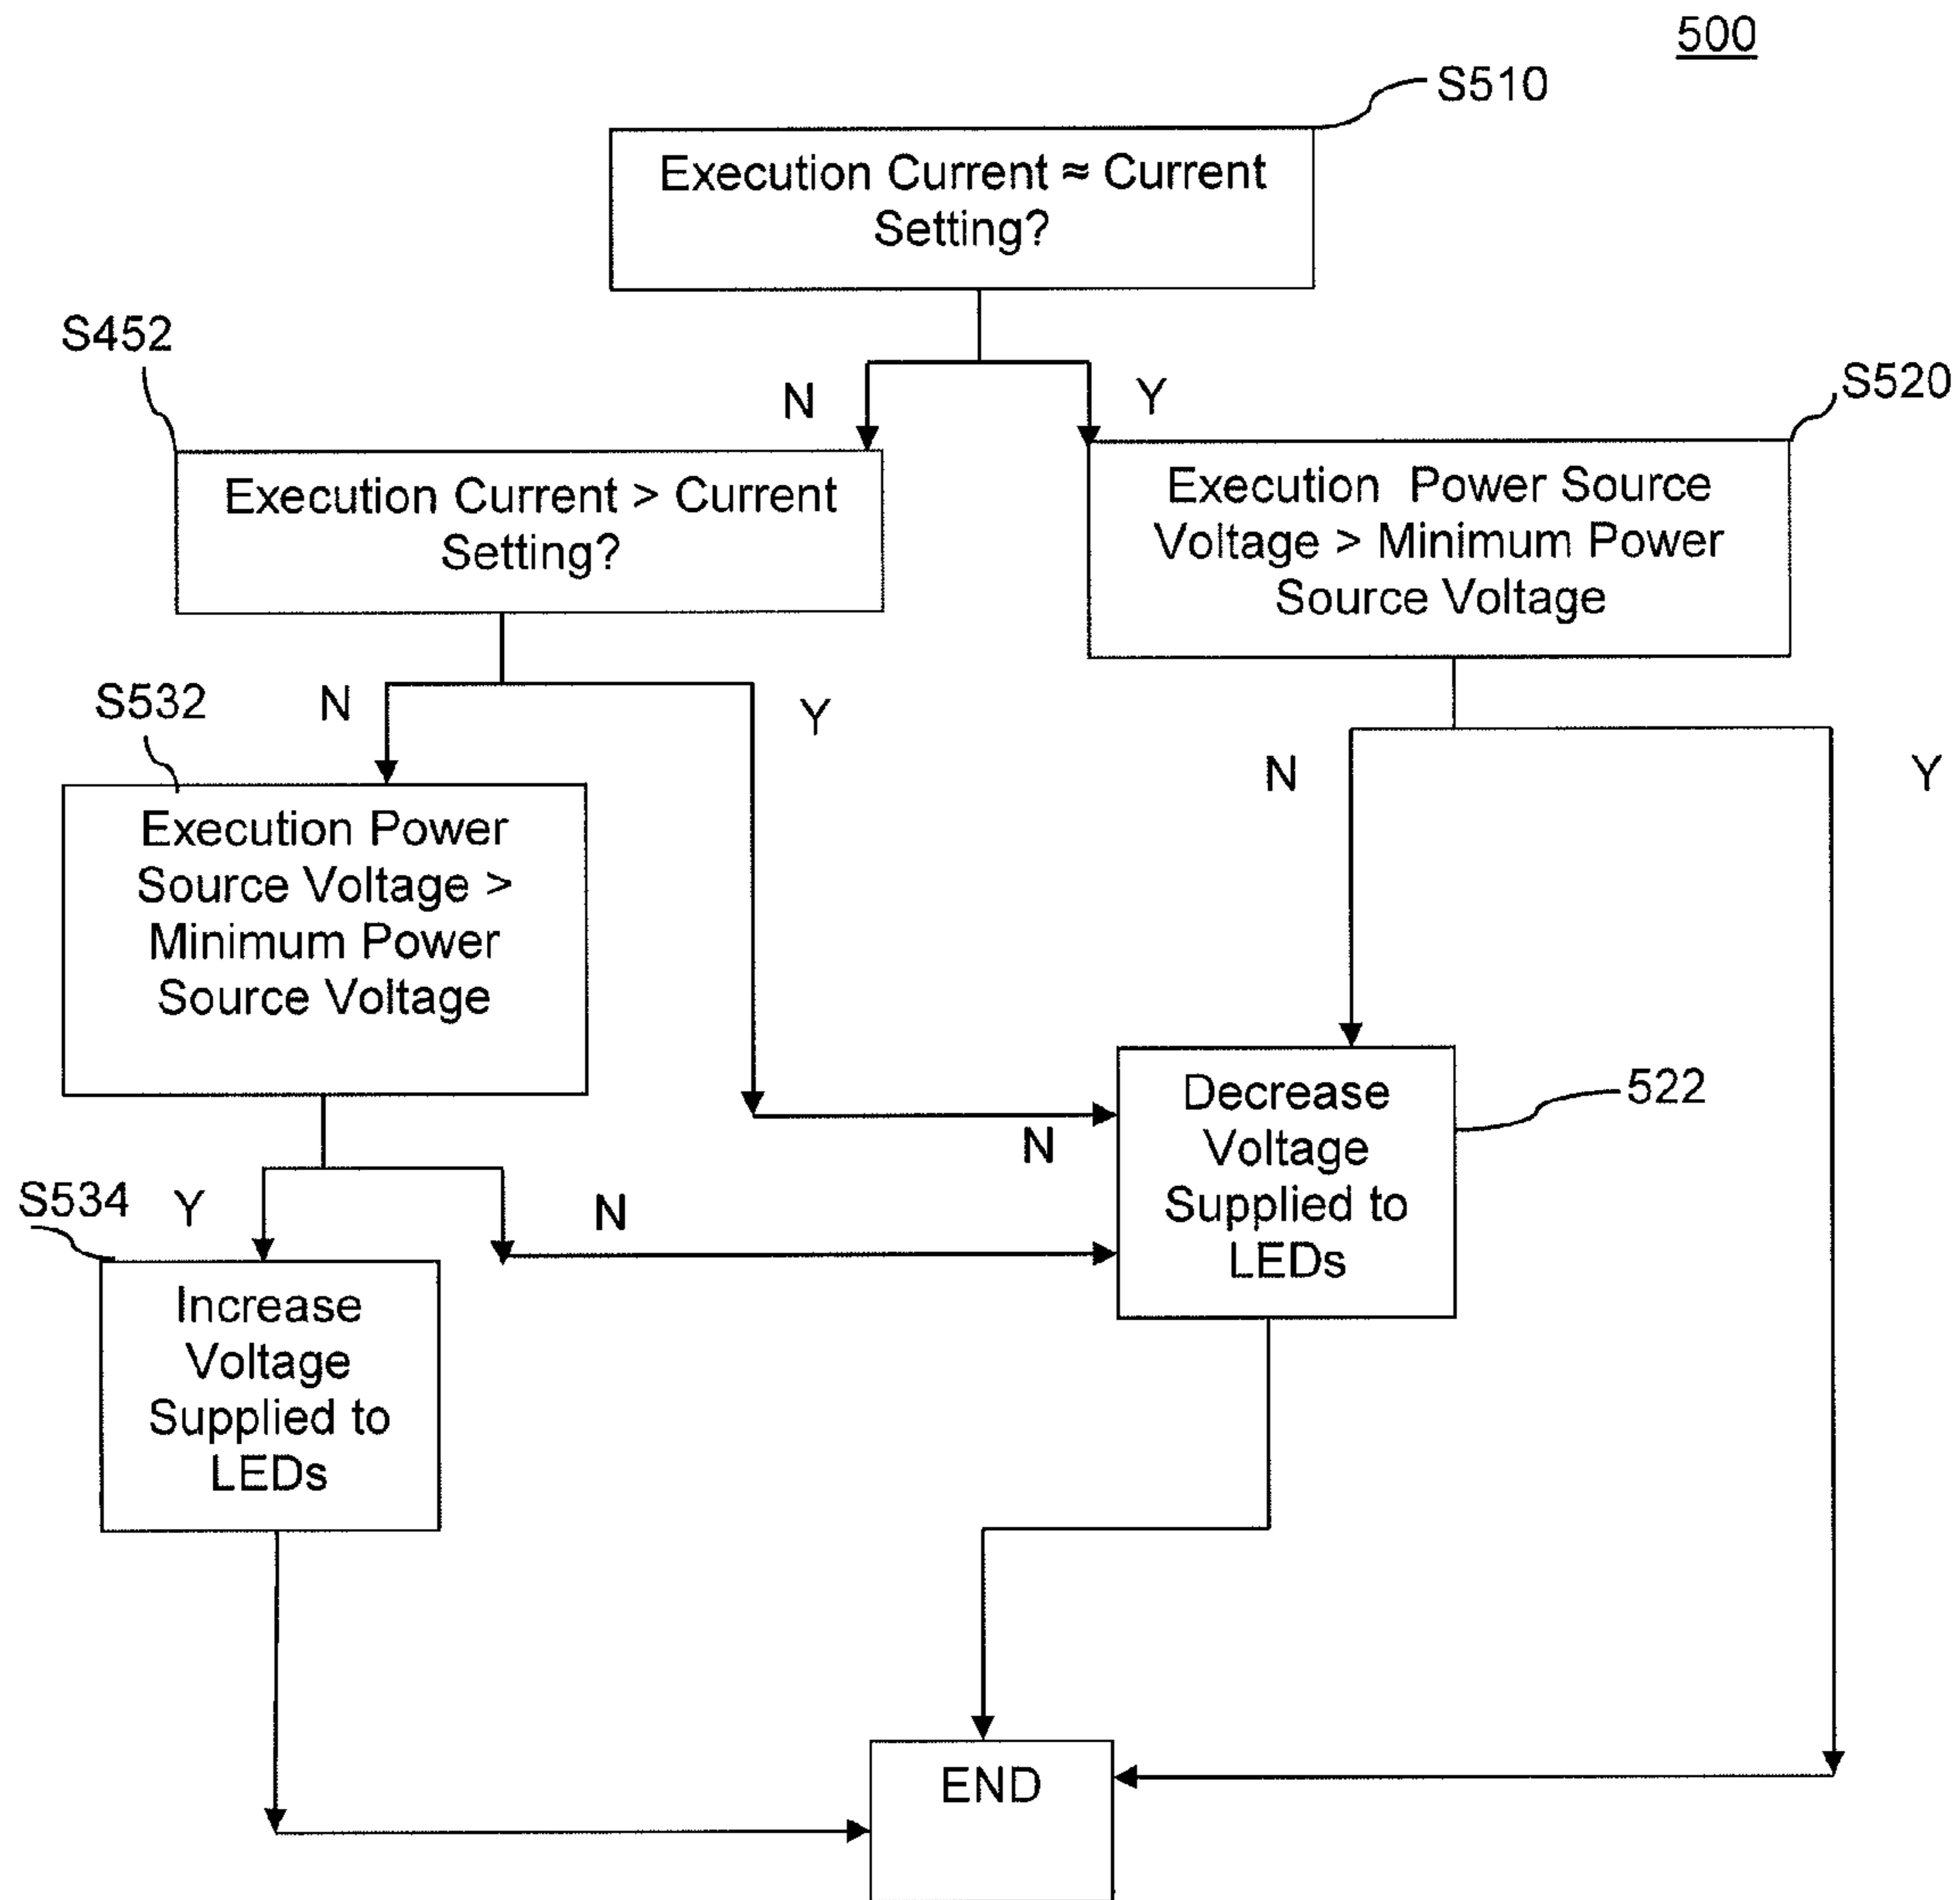 500
S510
Execution Current ≈ Current
Setting?
S452
N
Y
S520
Execution Current > Current
Setting?
Execution Power Source
Voltage > Minimum Power
Source Voltage
S532
N
Y
N
Y
Execution Power
Source Voltage >
Minimum Power
Source Voltage
Decrease
Voltage
Supplied to
LEDs
522
N
S534
Y
N
Increase
Voltage
Supplied to
LEDs
END